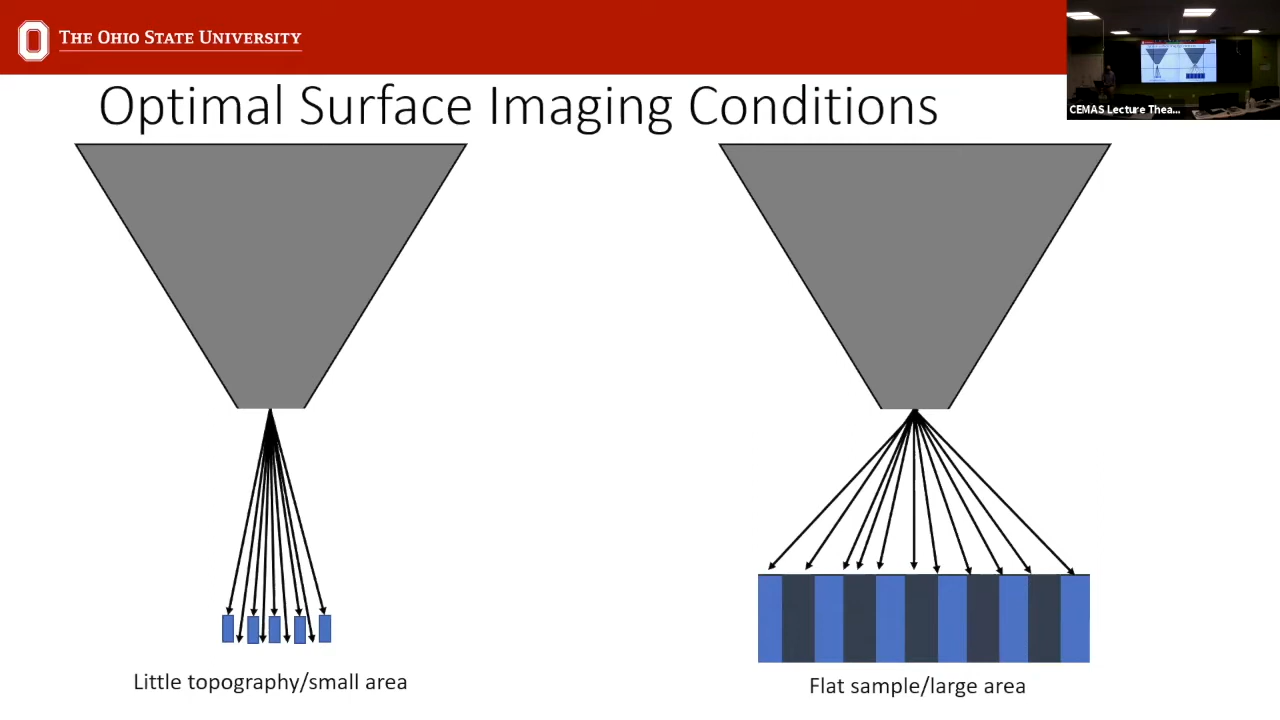 THE OHIO STATE UNIVERSITY
CEMAS Lecture Thea...
Optimal Surface Imaging Conditions
Little topography/small area
Flat sample/large area